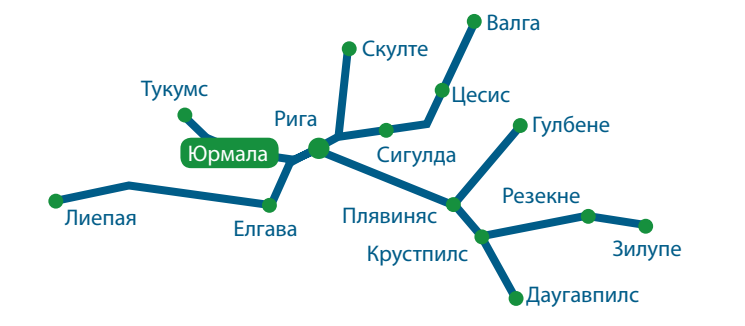 Валга
Скулте
Тукумс
Цесис
Рига
Гулбене
Юрмала
Сигулда
Резекне
Лиепая
Плявиняс
Елгава
Крустпилс
Зилупе
Даугавпилс